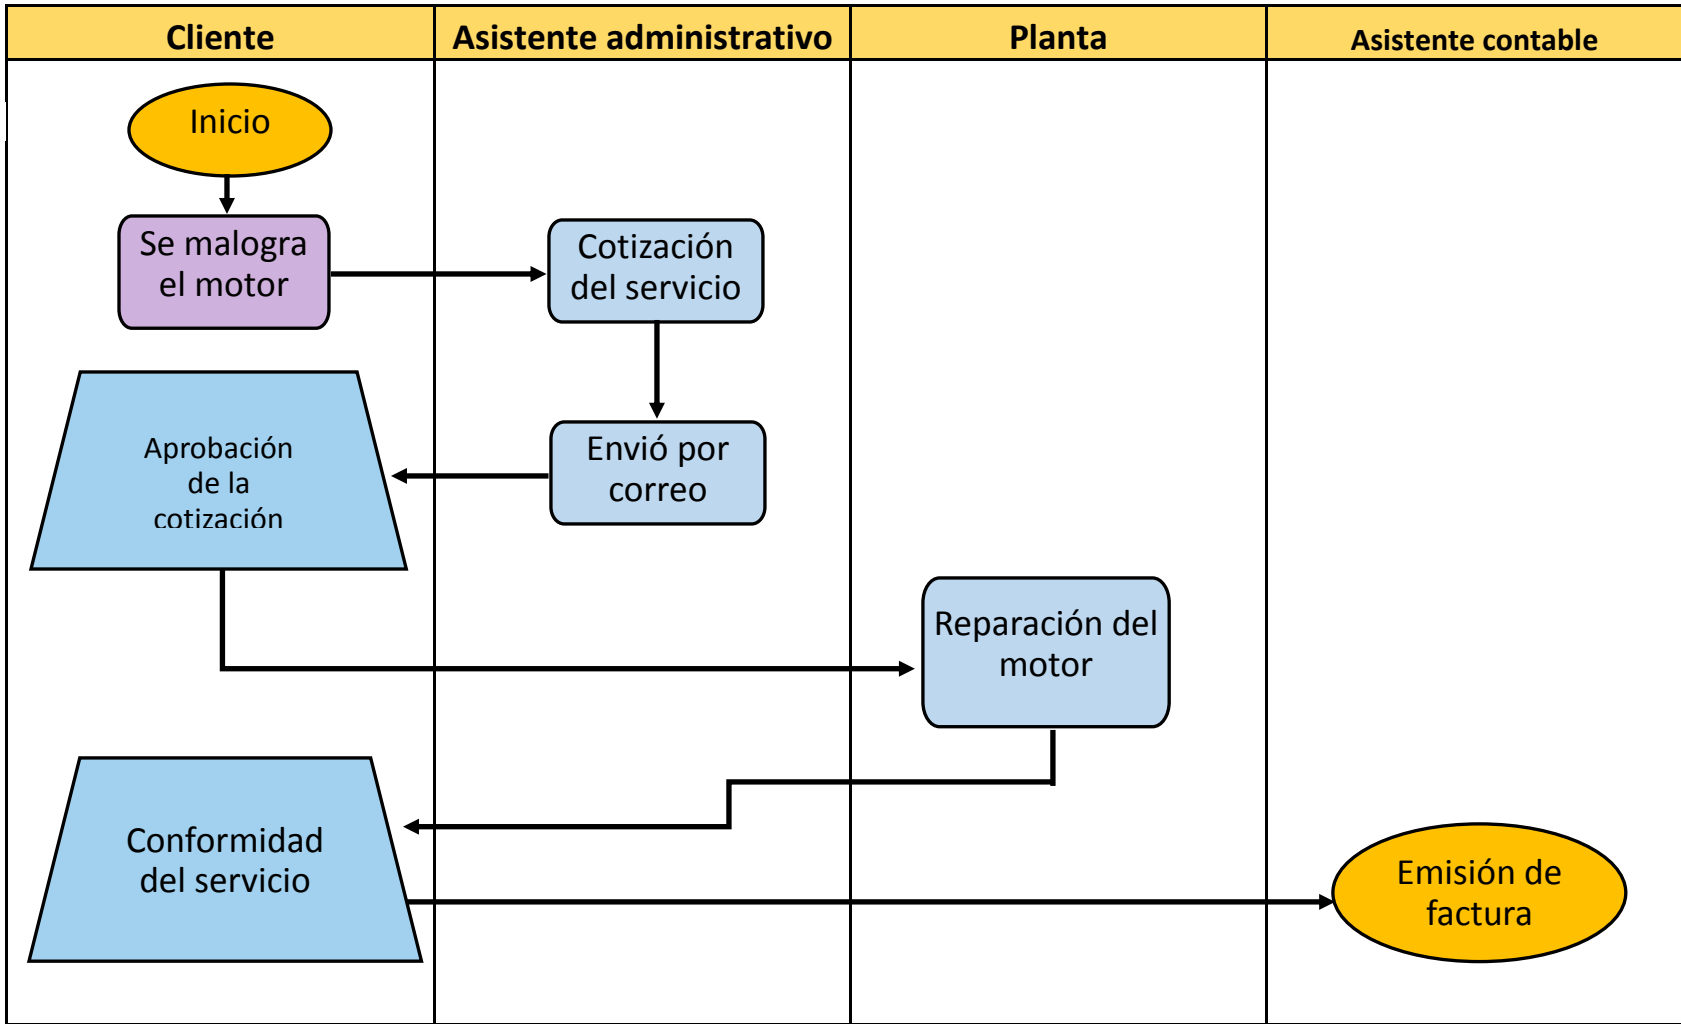 Cliente
Asistente administrativo
Planta
Asistente contable
Inicio
Se malogra
el motor
Cotización
del servicio
Aprobación
de la
cotización
Envió por
correo
Reparación del
motor
Conformidad
del servicio
Emisión de
factura